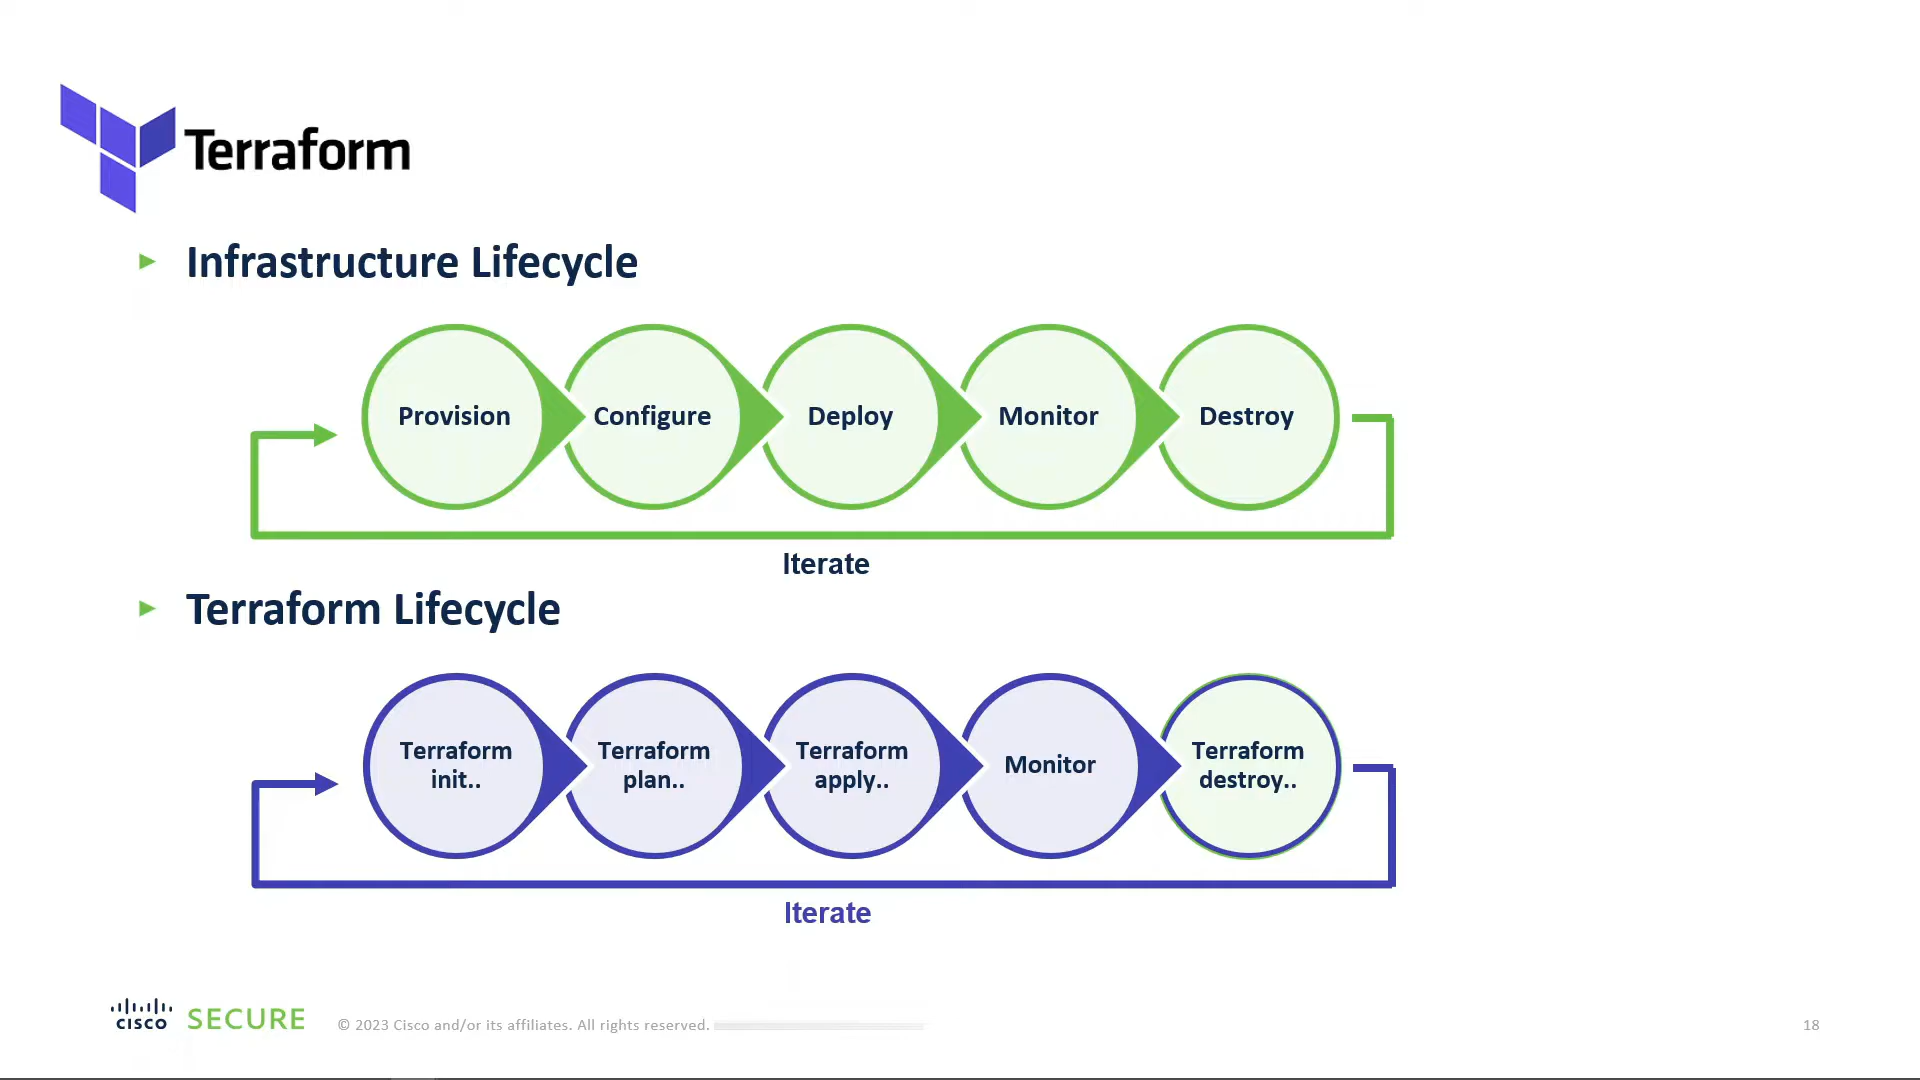 Terraform
Infrastructure Lifecycle
Provision
Configure
Deploy
Monitor
Destroy
Iterate
Terraform Lifecycle
Terraform
init..
Terraform
plan..
Terraform
apply..
Monitor
Terraform
destroy..
Iterate
CISCO SECURE © 2023 Cisco and/or its affiliates. All rights reserved. 18